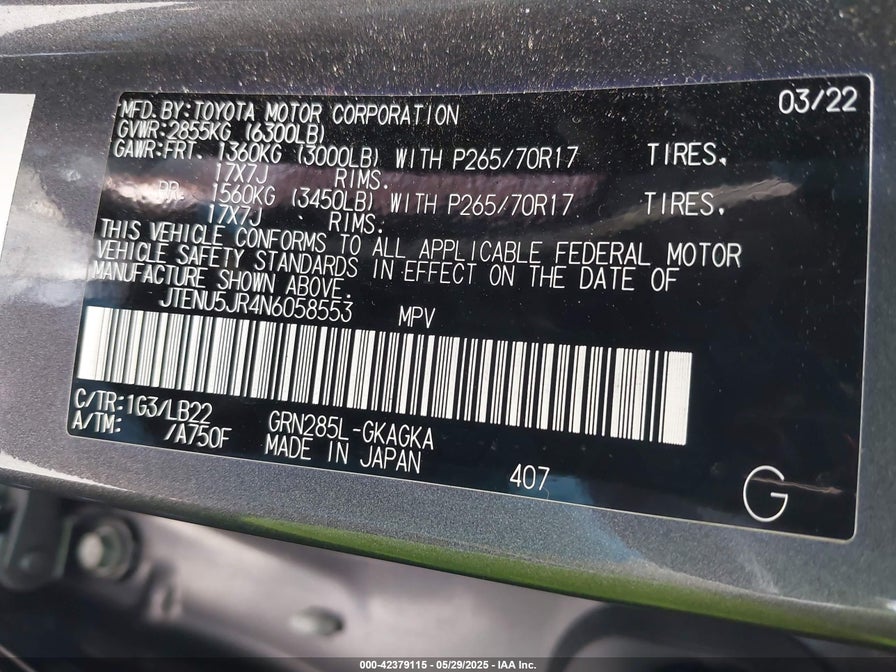 03/22
MFD. BY: TOYOTA MOTOR CORPORATION
GVWR: 2855KG (6300LB)
GAWR: FRT. 1360KG (3000LB) WITH P265/70R17 TIRES,
17X7J RIMS.
RR. 1560KG (3450LB) WITH P265/70R17 TIRES,
17X7J RIMS.
THIS VEHICLE CONFORMS TO ALL APPLICABLE FEDERAL MOTOR
VEHICLE SAFETY STANDARDS IN EFFECT ON THE DATE OF
MANUFACTURE SHOWN ABOVE.
JTENU5JR4N6058553 MPV
C/TR: 1G3/LB22 GRN285L-GKAGKA
A/TM: /A750F MADE IN JAPAN
407
G
000-42379115 - 05/29/2025 - IAA Inc.